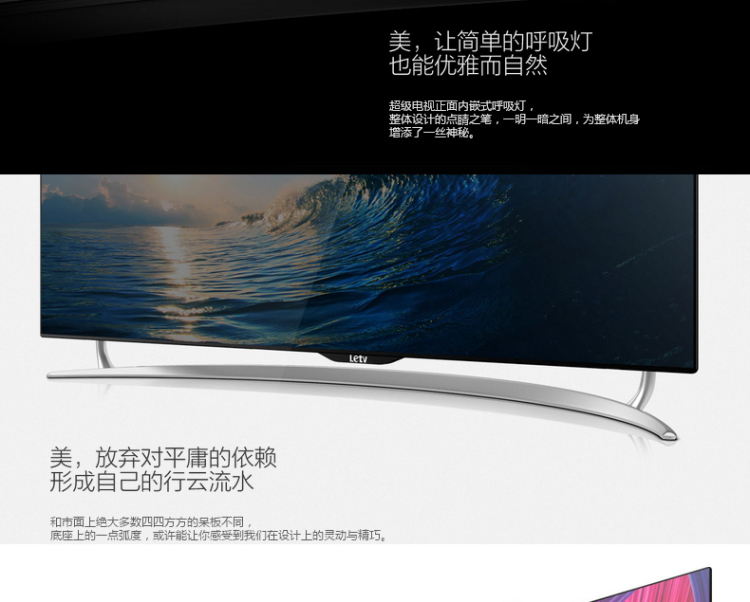 美，让简单的呼吸灯
也能优雅而自然
超级电视正面内嵌式呼吸灯，
整体设计的点睛之笔，一明一暗之间，为整体机身
增添了一丝神秘。
Letv
美，放弃对平庸的依赖
形成自己的行云流水
和市面上绝大多数四四方方的呆板不同，
底座上的一点弧度，或许能让你感受到我们在设计上的灵动与精巧。